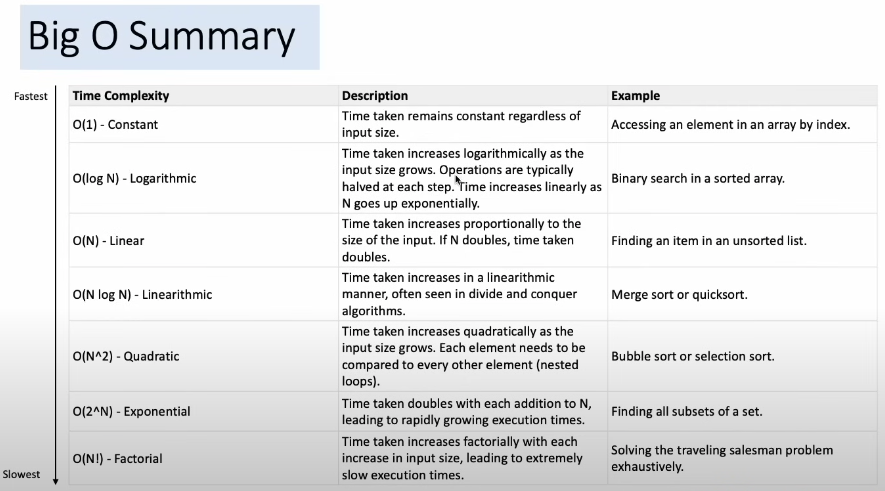 Big O Summary
Fastest
Time Complexity
Description
Example
O(1) - Constant
Time taken remains constant regardless of
input size.
Accessing an element in an array by index.
O(log N) - Logarithmic
Time taken increases logarithmically as the
input size grows. Operations are typically
halved at each step. Time increases linearly as
N goes up exponentially.
Binary search in a sorted array.
O(N) - Linear
Time taken increases proportionally to the
size of the input. If N doubles, time taken
doubles.
Finding an item in an unsorted list.
O(N log N) - Linearithmic
Time taken increases in a linearithmic
manner, often seen in divide and conquer
algorithms.
Merge sort or quicksort.
O(N^2) - Quadratic
Time taken increases quadratically as the
input size grows. Each element needs to be
compared to every other element (nested
loops).
Bubble sort or selection sort.
O(2^N) - Exponential
Time taken doubles with each addition to N,
leading to rapidly growing execution times.
Finding all subsets of a set.
O(N!) - Factorial
Time taken increases factorially with each
increase in input size, leading to extremely
slow execution times.
Solving the traveling salesman problem
exhaustively.
Slowest